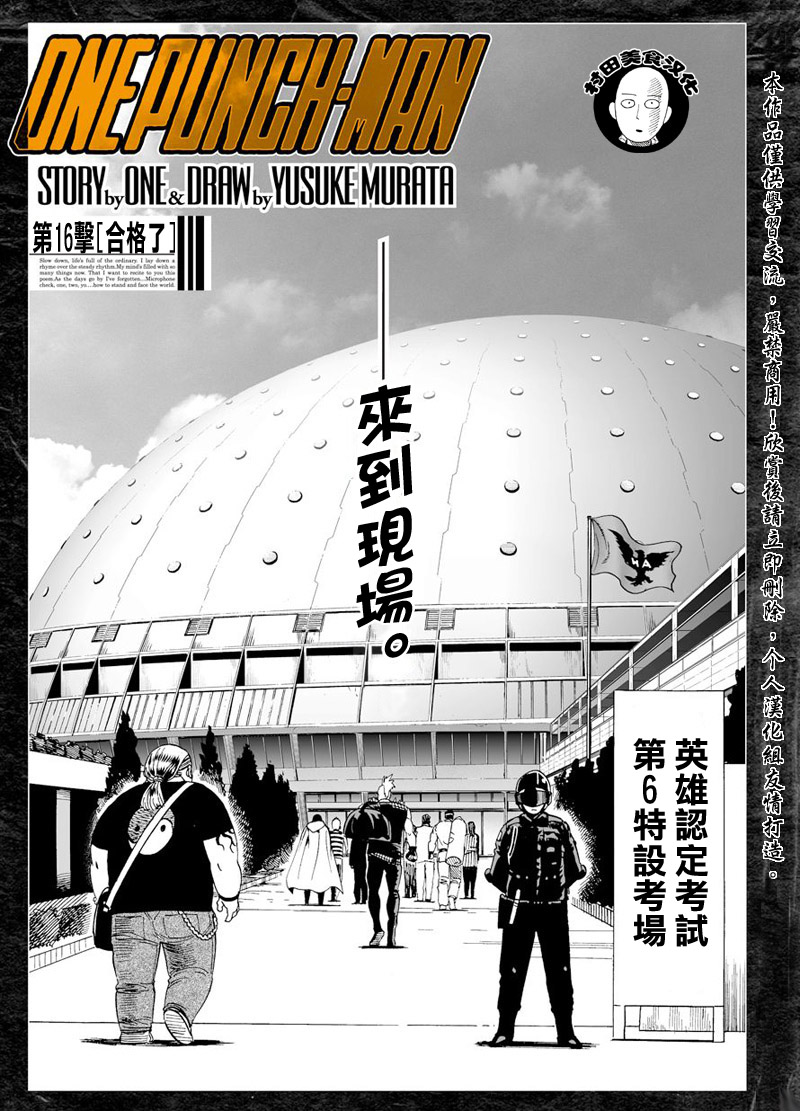 ONE PUNCH-MAN
STORY by ONE & DRAW by YUSUKE MURATA
第16擊[合格了]
Slow down, life's full of the ordinary. I lay down a
rhyme over the steady rhythm.My mind's filled with so
many things now. That I want to recite to you this
poem.As the days go by I've forgotten...Microphone
check, one, two, yo....how to stand and face the world.
村田美食汉化
本作品僅供學習交流，嚴禁商用！欣賞後請立即刪除，个人漢化組友情打造。
來到現場。
英雄認定考試
第6特設考場